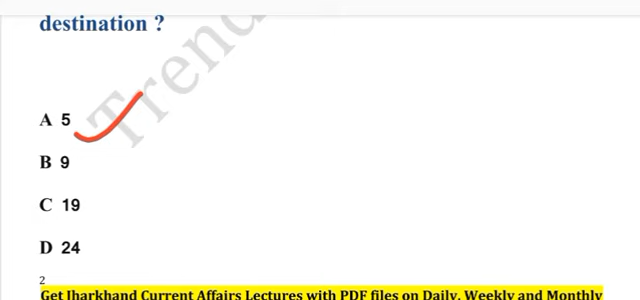 destination ?
Trend
A 5
B 9
C 19
D 24
2
Get Jharkhand Current Affairs Lectures with PDF files on Daily, Weekly and Monthly